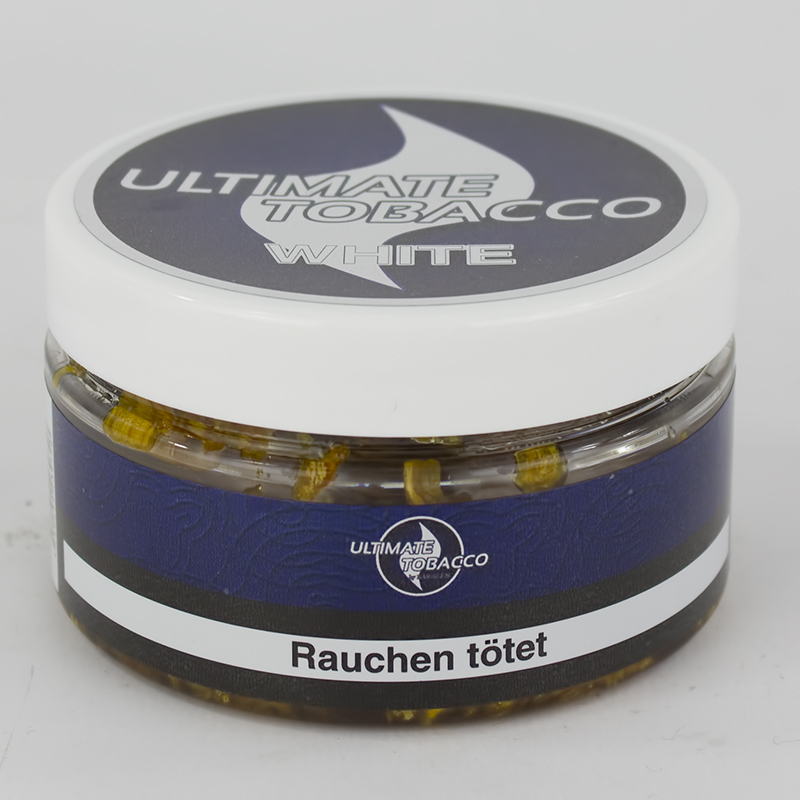 ULTIMATE
TOBACCO
WHITE
ULTIMATE
TOBACCO
Rauchen tötet